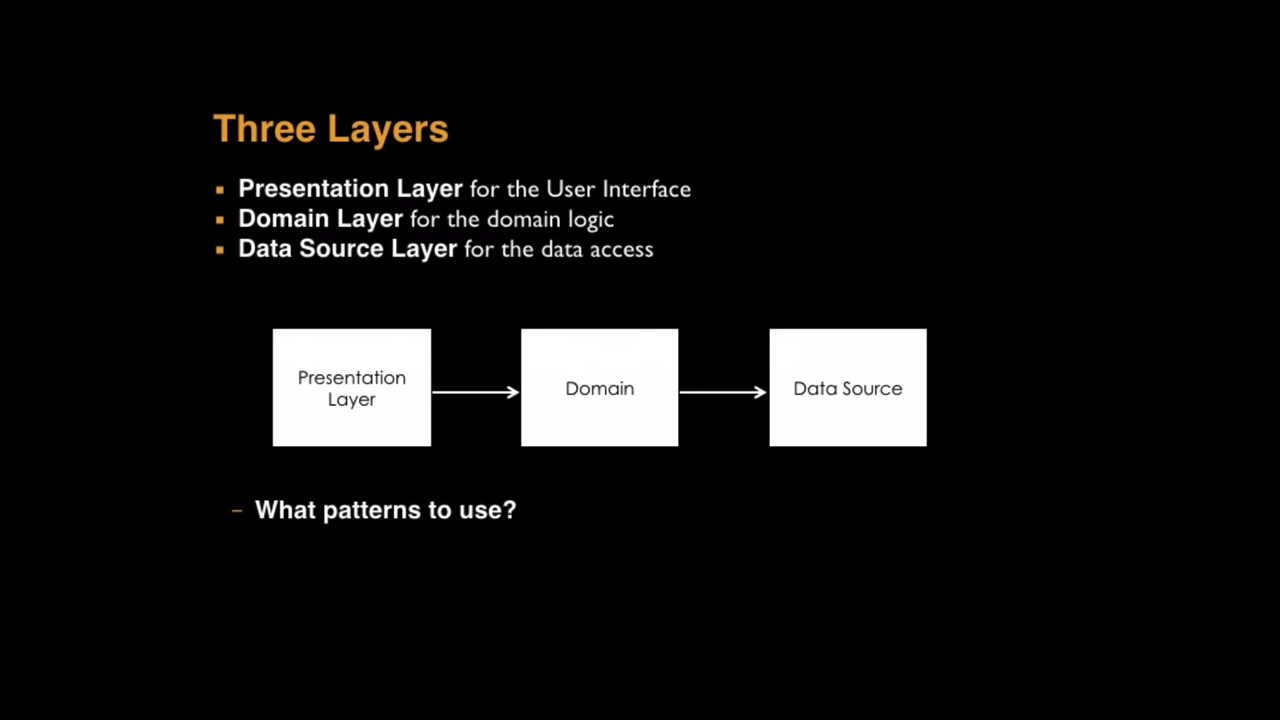 Three Layers
Presentation Layer for the User Interface
Domain Layer for the domain logic
Data Source Layer for the data access
Presentation
Layer
Domain
Data Source
– What patterns to use?